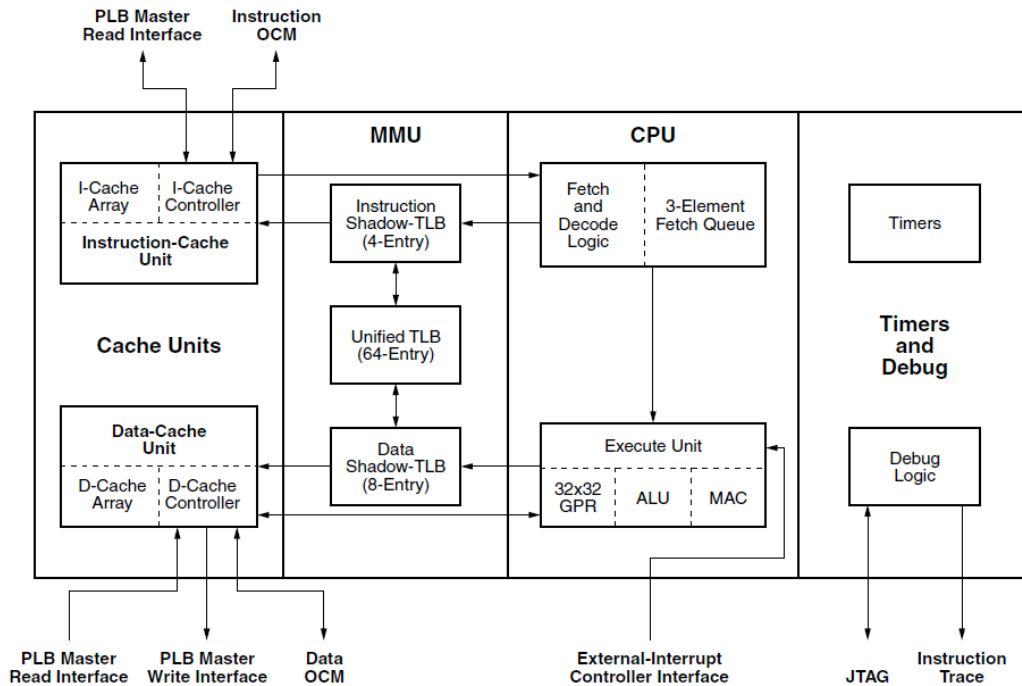 PLB Master
Read Interface
Instruction
OCM
MMU
CPU
I-Cache
Array
I-Cache
Controller
Instruction-Cache
Unit
Instruction
Shadow-TLB
(4-Entry)
Fetch
and
Decode
Logic
3-Element
Fetch Queue
Timers
Cache Units
Unified TLB
(64-Entry)
Timers
and
Debug
Data-Cache
Unit
D-Cache
Array
D-Cache
Controller
Data
Shadow-TLB
(8-Entry)
Execute Unit
32x32
GPR
ALU
MAC
Debug
Logic
PLB Master
Read Interface
PLB Master
Write Interface
Data
OCM
External-Interrupt
Controller Interface
JTAG
Instruction
Trace